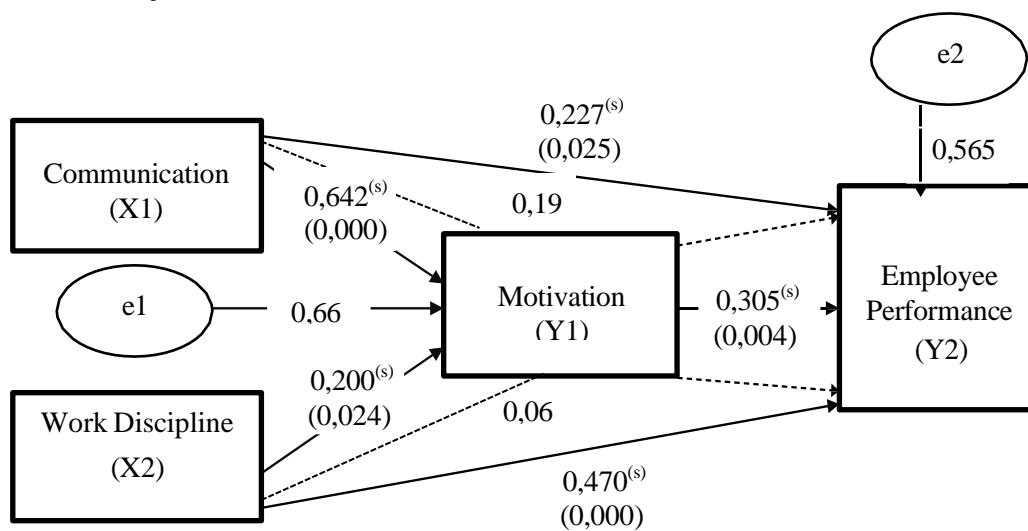 e2
0,227(s)
(0,025)
0,565
Communication
(X1)
0,642(s)
(0,000)
0,19
e1
0,66
Motivation
(Y1)
0,305(s)
(0,004)
Employee
Performance
(Y2)
0,200(s)
(0,024)
0,06
Work Discipline
(X2)
0,470(s)
(0,000)